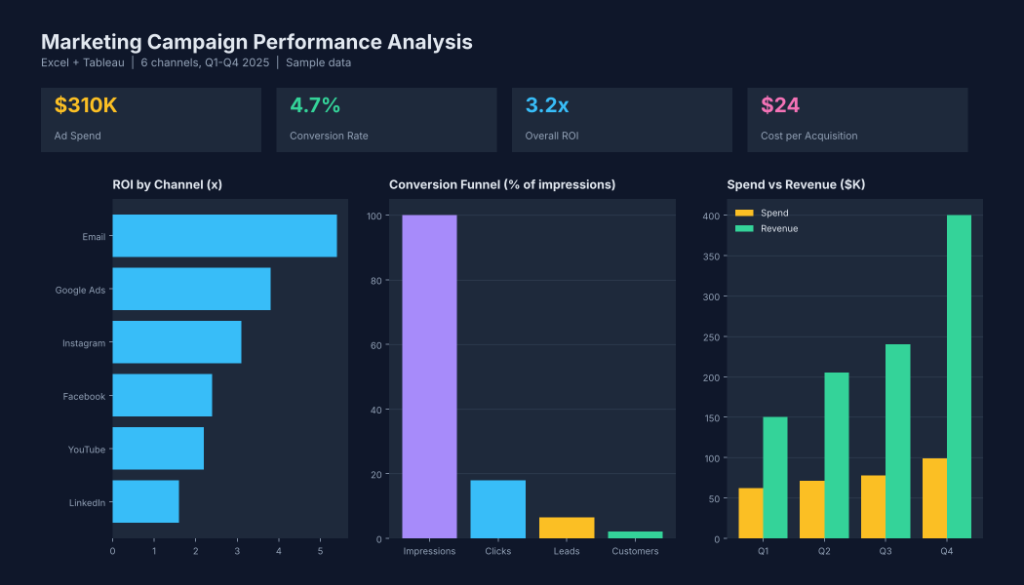 Marketing Campaign Performance Analysis
Excel + Tableau | 6 channels, Q1-Q4 2025 | Sample data
$310K
Ad Spend
4.7%
Conversion Rate
3.2x
Overall ROI
$24
Cost per Acquisition
ROI by Channel (x)
Email
Google Ads
Instagram
Facebook
YouTube
LinkedIn
0 1 2 3 4 5
Conversion Funnel (% of impressions)
100
80
60
40
20
0
Impressions Clicks Leads Customers
Spend vs Revenue ($K)
Spend
Revenue
400
350
300
250
200
150
100
50
0
Q1 Q2 Q3 Q4